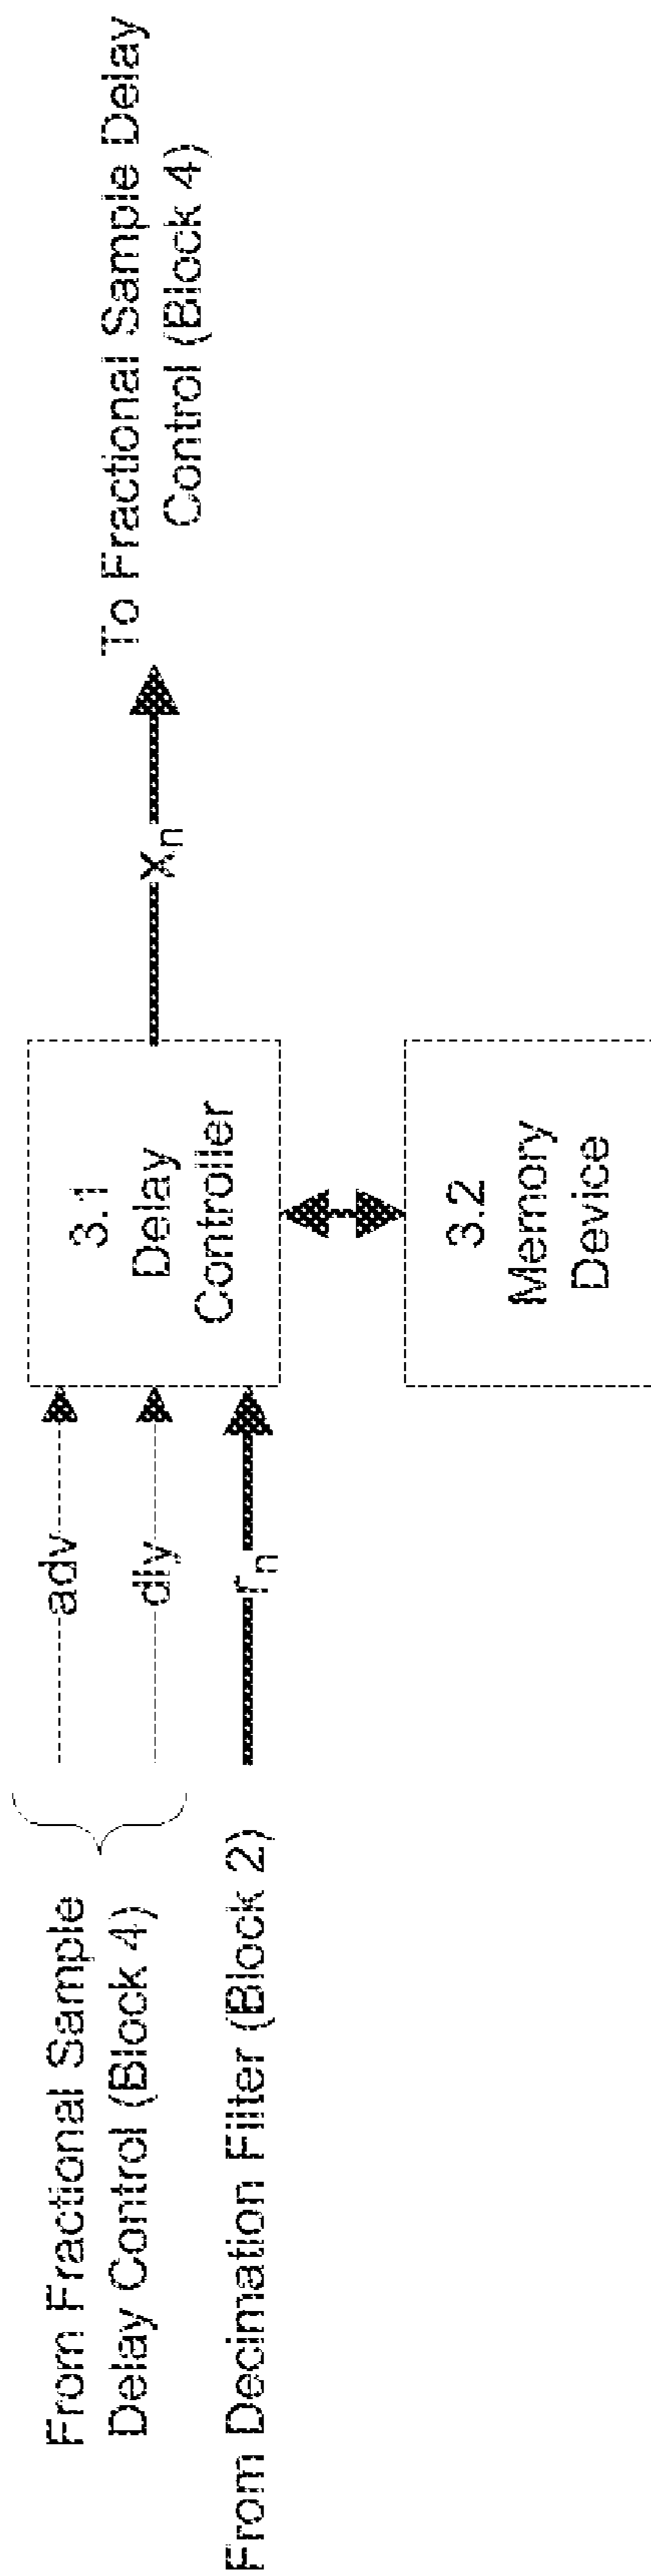 From Fractional Sample
Delay Control (Block 4)
From Decimation Filter (Block 2)
adv
dly
rn
3.1
Delay
Controller
3.2
Memory
Device
xn
To Fractional Sample Delay
Control (Block 4)